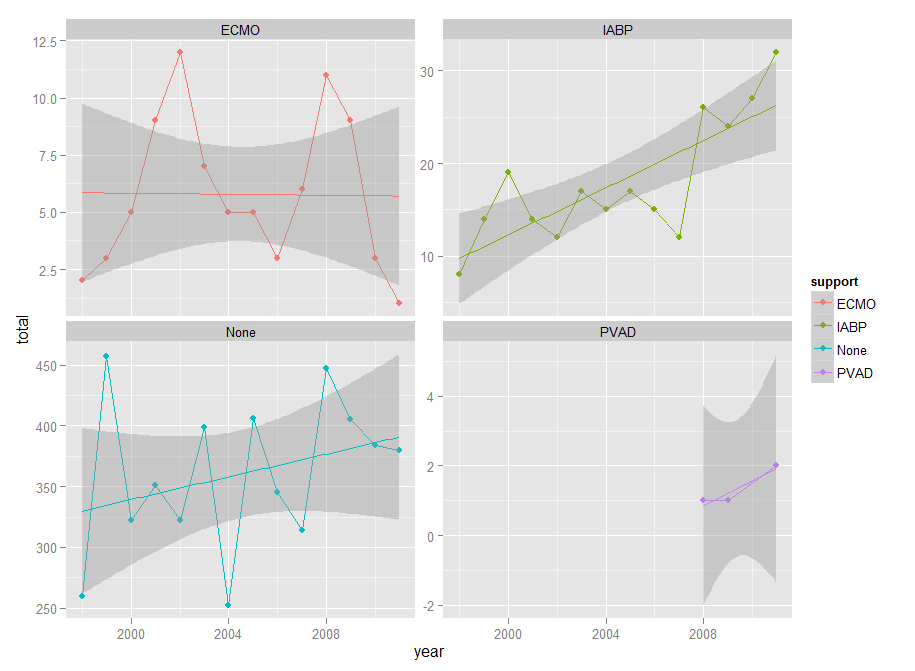 ECMO
IABP
12.5
10.0
7.5
5.0
2.5
30
20
10
total
None
PVAD
450
400
350
300
250
4
2
0
-2
2000 2004 2008
2000 2004 2008
year
support
ECMO
IABP
None
PVAD